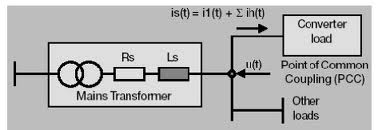 is(t) = i1(t) + Σ ih(t)
Converter
load
Rs
Ls
u(t)
Point of Common
Coupling (PCC)
Mains Transformer
Other
loads